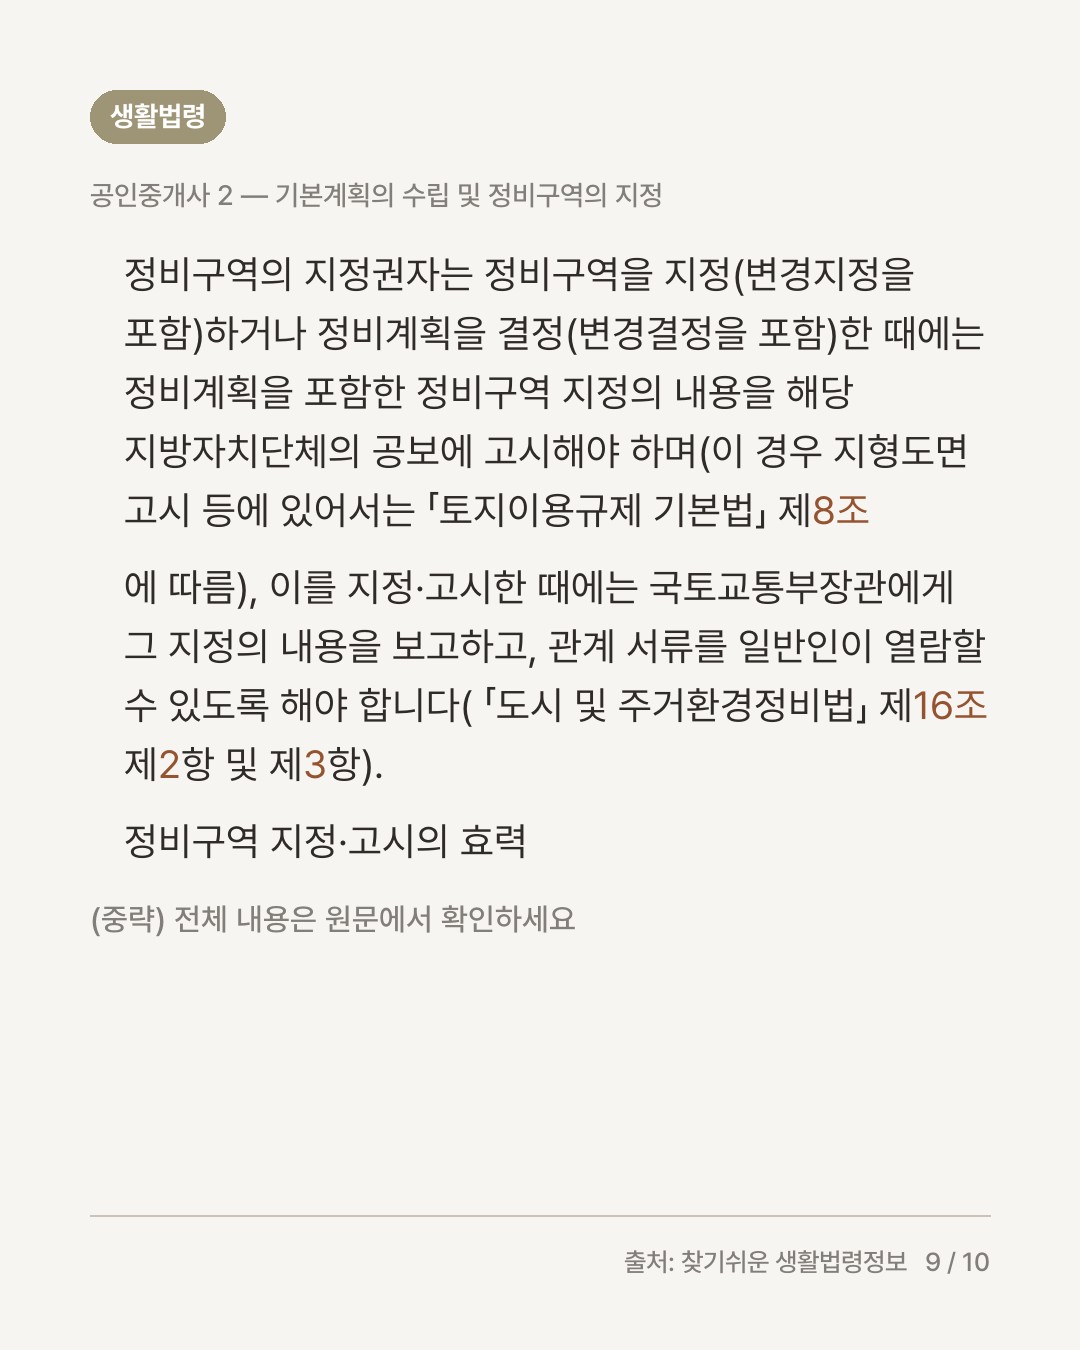 생활법령
공인중개사 2 — 기본계획의 수립 및 정비구역의 지정
정비구역의 지정권자는 정비구역을 지정(변경지정을
포함)하거나 정비계획을 결정(변경결정을 포함)한 때에는
정비계획을 포함한 정비구역 지정의 내용을 해당
지방자치단체의 공보에 고시해야 하며(이 경우 지형도면
고시 등에 있어서는 「토지이용규제 기본법」 제8조
에 따름), 이를 지정·고시한 때에는 국토교통부장관에게
그 지정의 내용을 보고하고, 관계 서류를 일반인이 열람할
수 있도록 해야 합니다( 「도시 및 주거환경정비법」 제16조
제2항 및 제3항).
정비구역 지정·고시의 효력
(중략) 전체 내용은 원문에서 확인하세요
출처: 찾기쉬운 생활법령정보 9 / 10